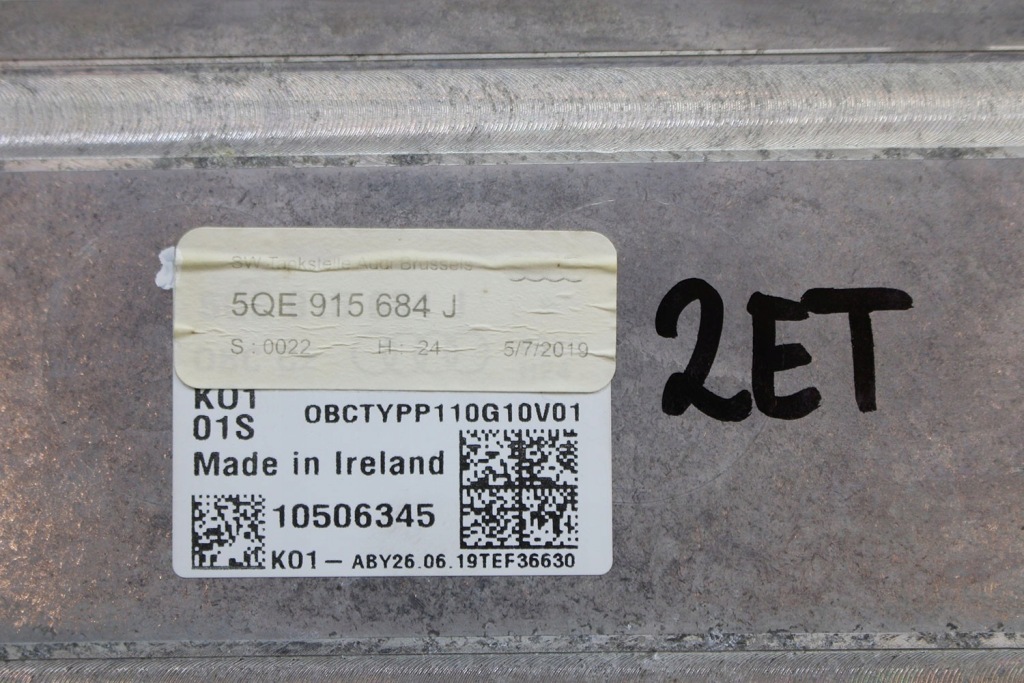 SW-Tankstelle Audi Brussels
5QE 915 684 J
S : 0022 H : 24 5/7/2019
K01 OBCTYPP110G10V01
01S
Made in Ireland
10506345
K01 – ABY26.06.19TEF36630
2ET